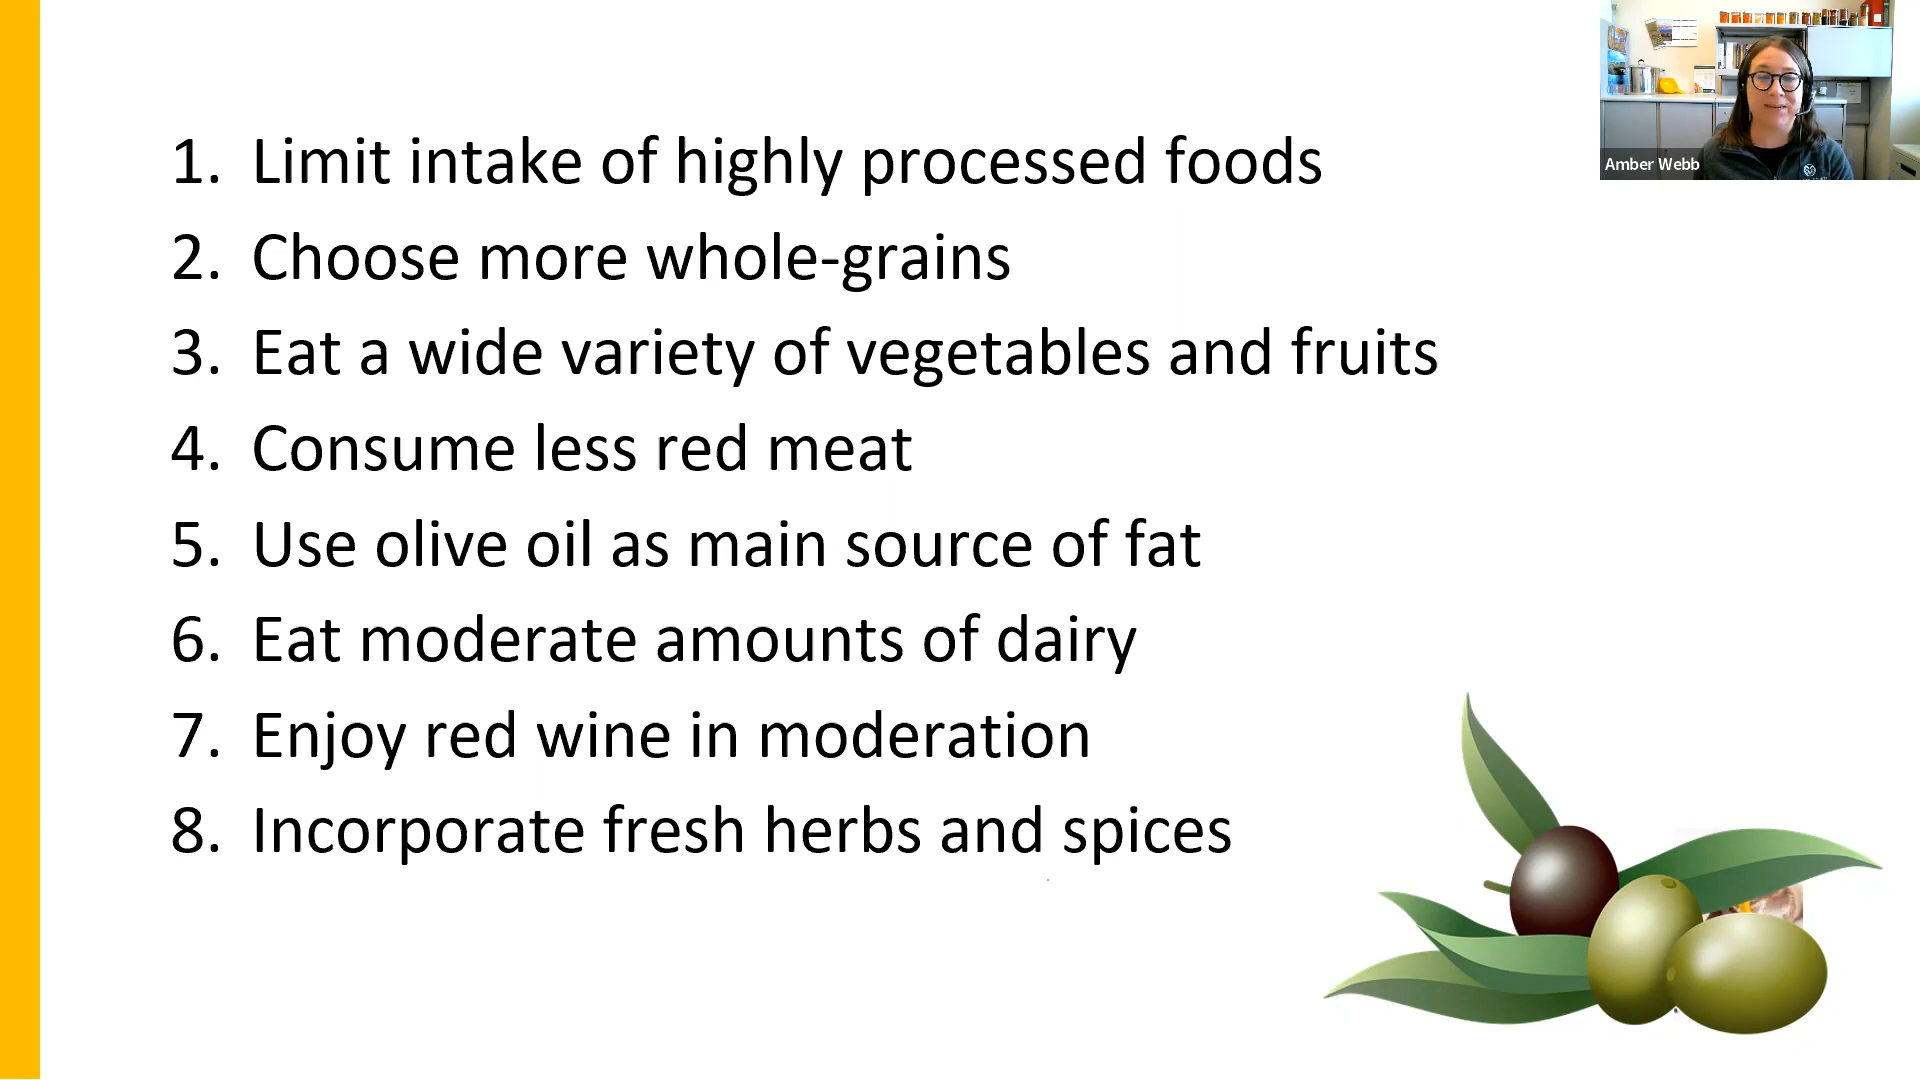 1. Limit intake of highly processed foods
2. Choose more whole-grains
3. Eat a wide variety of vegetables and fruits
4. Consume less red meat
5. Use olive oil as main source of fat
6. Eat moderate amounts of dairy
7. Enjoy red wine in moderation
8. Incorporate fresh herbs and spices
Amber Webb